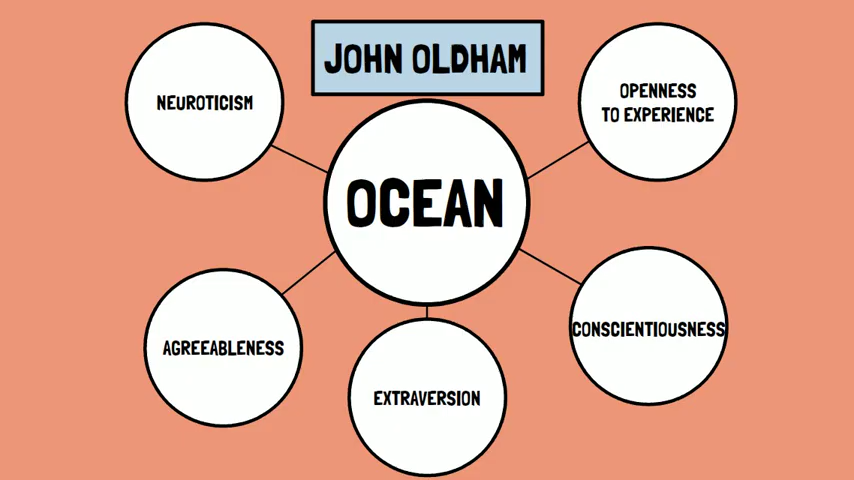 JOHN OLDHAM
NEUROTICISM
OPENNESS
TO EXPERIENCE
OCEAN
AGREEABLENESS
CONSCIENTIOUSNESS
EXTRAVERSION